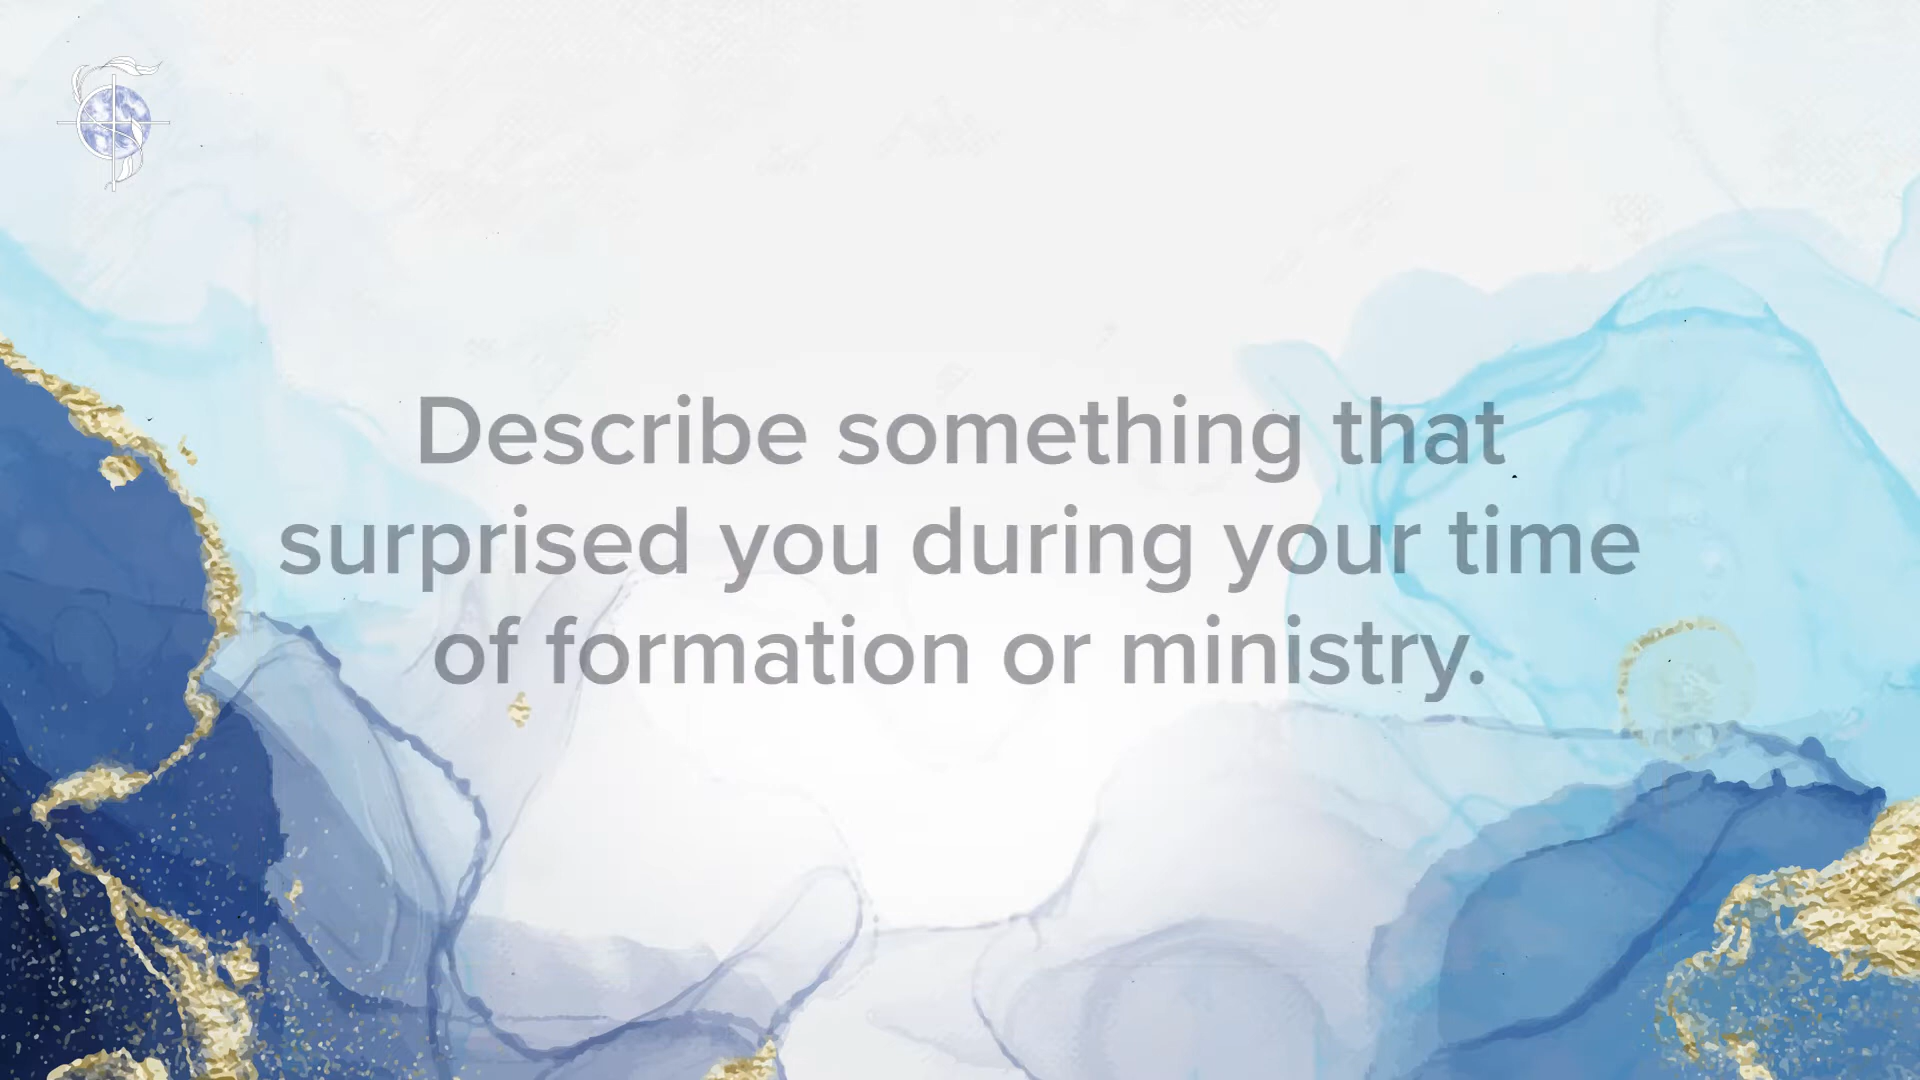 Describe something that
surprised you during your time
of formation or ministry.